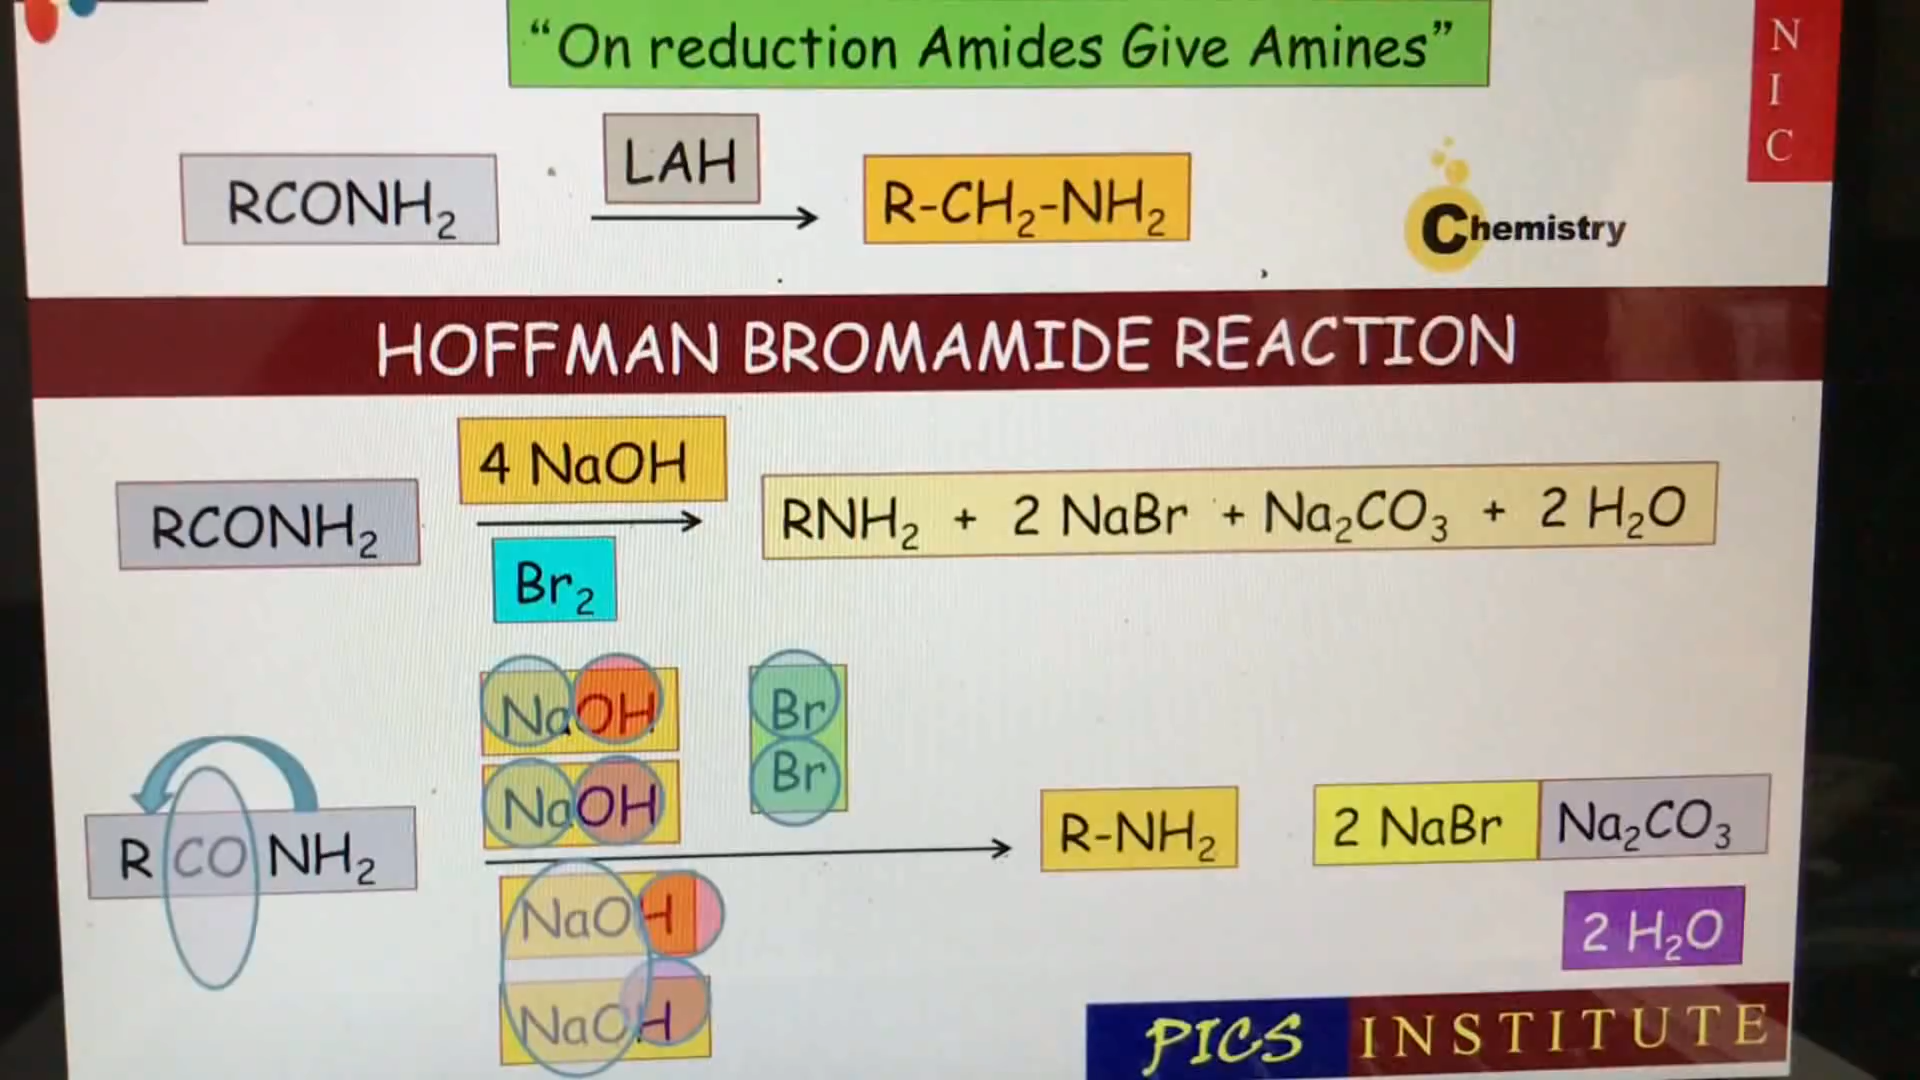 “On reduction Amides Give Amines”
N
I
C
LAH
RCONH₂
R-CH₂-NH₂
Chemistry
HOFFMAN BROMAMIDE REACTION
4 NaOH
RCONH₂
RNH₂ + 2 NaBr + Na₂CO₃ + 2 H₂O
Br₂
NaOH
Br
NaOH
Br
R CO NH₂
R-NH₂
2 NaBr
Na₂CO₃
NaOH
2 H₂O
NaOH
PICS INSTITUTE